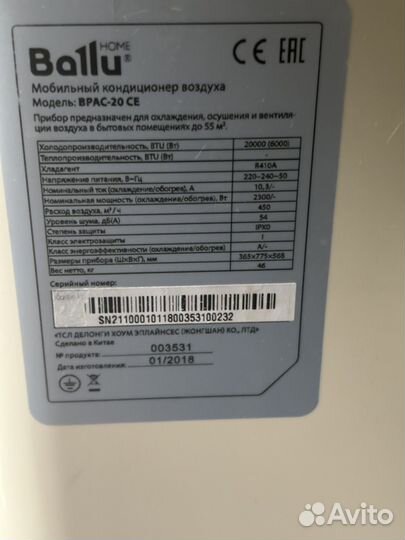 Ballu® HOME
CE EAC
Мобильный кондиционер воздуха
Модель: BPAC-20 CE
Прибор предназначен для охлаждения, осушения и вентиля-
ции воздуха в бытовых помещениях до 55 м².
Холодопроизводительность, BTU (Вт) 20000 (6000)
Теплопроизводительность, BTU (Вт) -
Хладагент R410A
Напряжение питания, В~Гц 220-240~50
Номинальный ток (охлаждение/обогрев), А 10,3/-
Номинальная мощность (охлаждение/обогрев), Вт 2300/-
Расход воздуха, м³/ч 450
Уровень шума, дБ(А) 54
Степень защиты IPX0
Класс электрозащиты I
Класс энергоэффективности (охлаждение/обогрев) A/-
Размеры прибора (Ш×В×Г), мм 365×775×565
Вес нетто, кг 46
Серийный номер:
SN2110001011800353100232
«ТСЛ ДЕЛОНГИ ХОУМ ЭПЛАЙНСЕС (ЖОНГШАН) КО., ЛТД»
Сделано в Китае
№ продукта: 003531
Дата изготовления: 01/2018
Avito